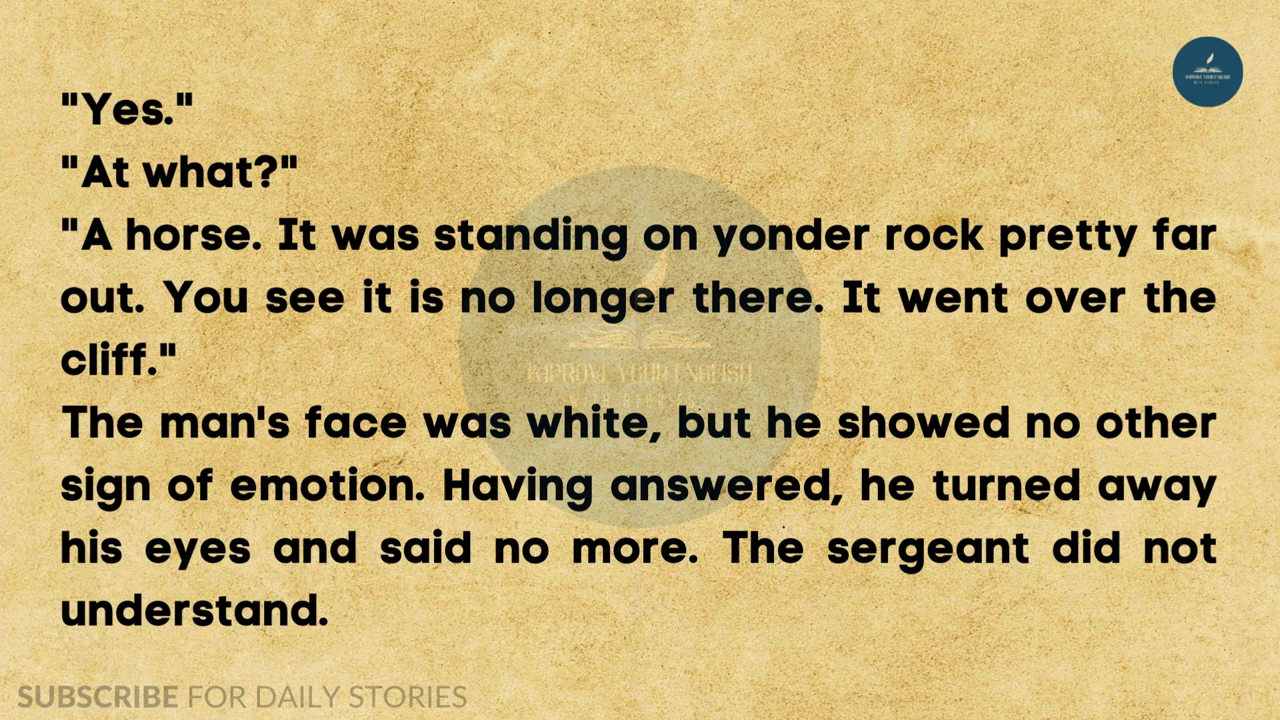 "Yes."
"At what?"
"A horse. It was standing on yonder rock pretty far
out. You see it is no longer there. It went over the
cliff."
The man's face was white, but he showed no other
sign of emotion. Having answered, he turned away
his eyes and said no more. The sergeant did not
understand.
IMPROVE YOUR ENGLISH
SUBSCRIBE FOR DAILY STORIES